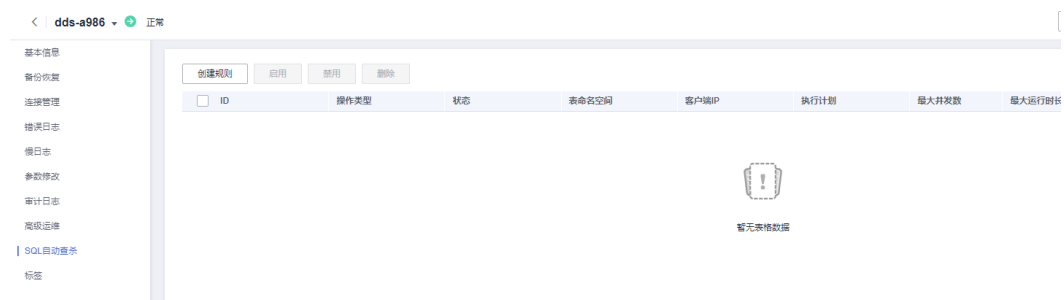 dds-a986 正常
基本信息
备份恢复
连接管理
错误日志
慢日志
参数修改
审计日志
高级运维
SQL自动查杀
标签
创建规则 启用 禁用 删除
ID 操作类型 状态 表命名空间 客户端IP 执行计划 最大并发数 最大运行时长
暂无表格数据